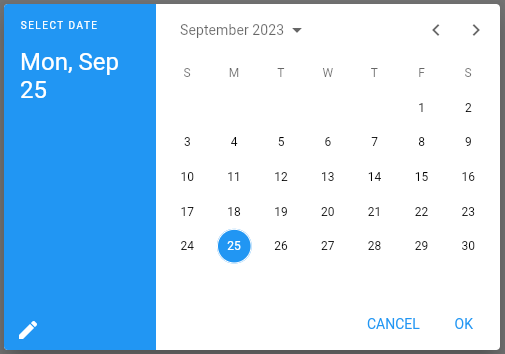 SELECT DATE
Mon, Sep
25
September 2023
S M T W T F S
1 2
3 4 5 6 7 8 9
10 11 12 13 14 15 16
17 18 19 20 21 22 23
24 25 26 27 28 29 30
CANCEL OK